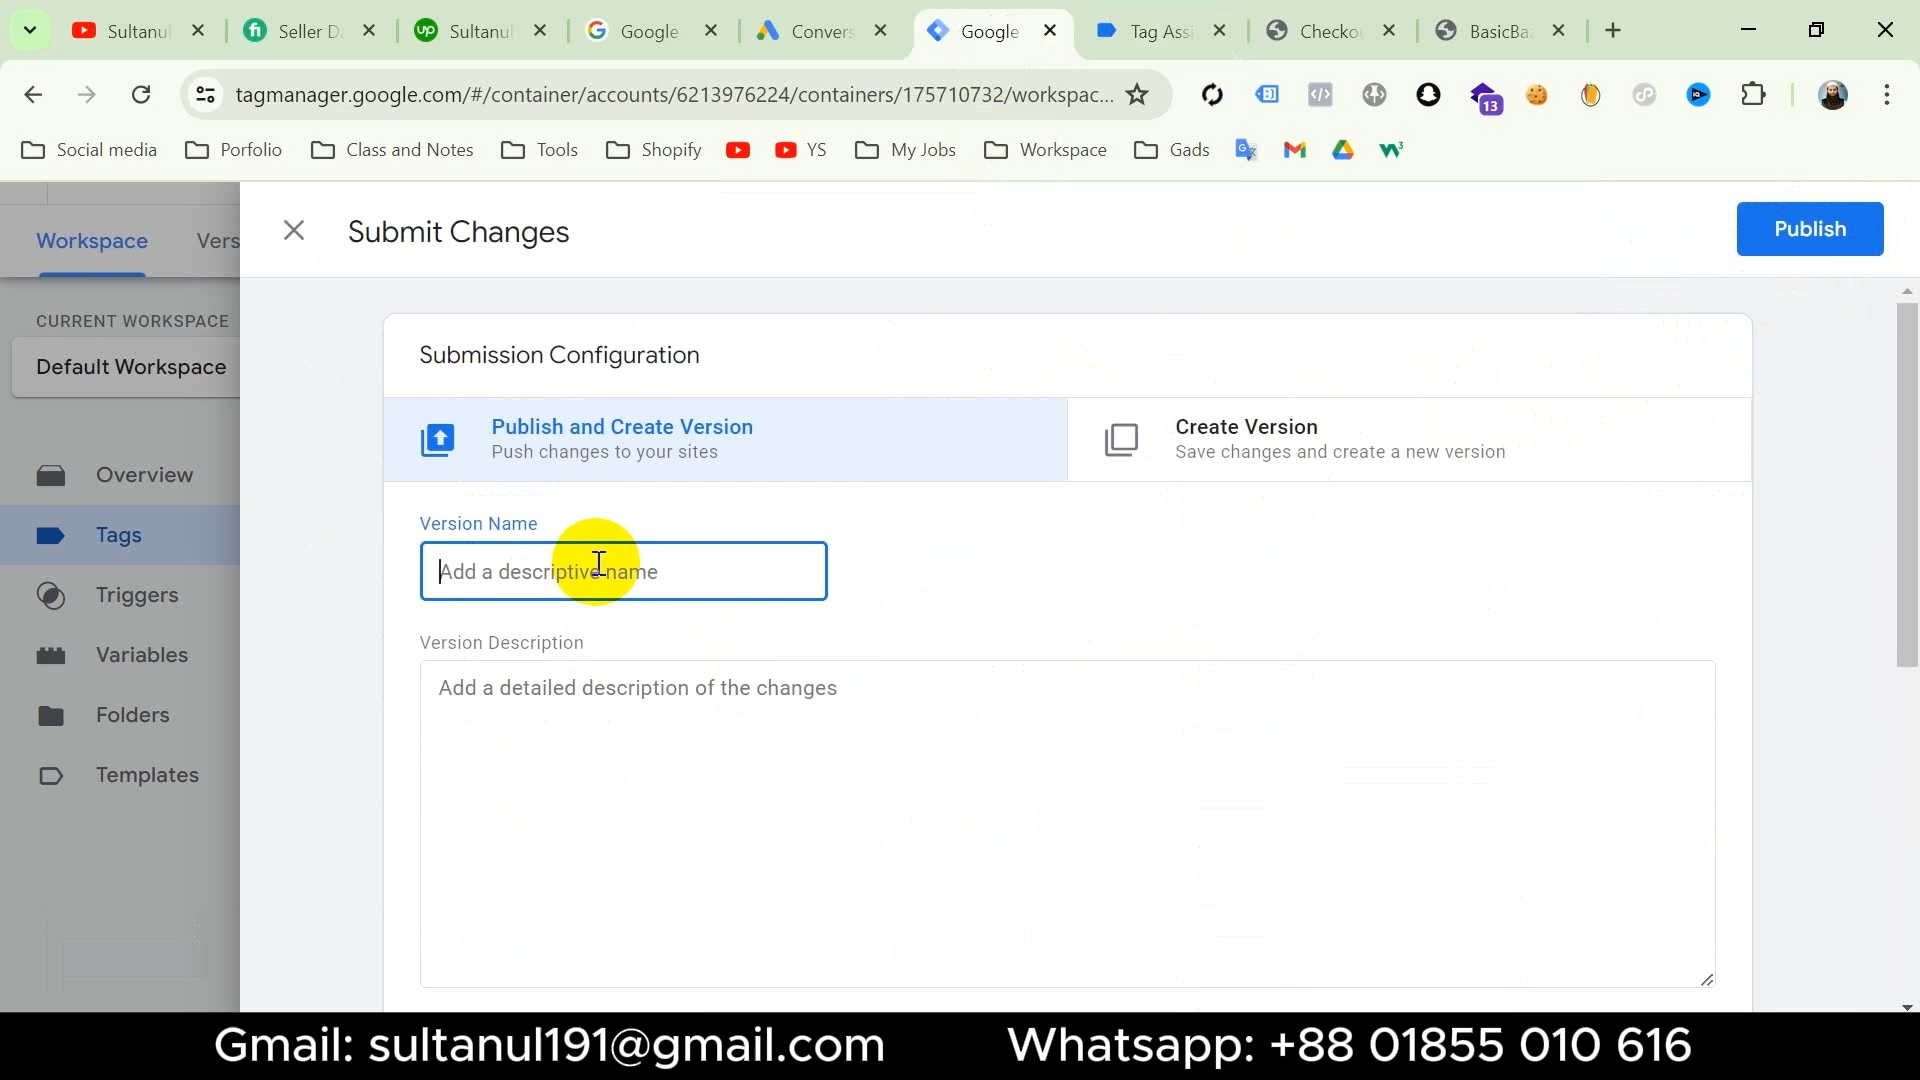 Sultanul
Seller D
Sultanul
Google
Convers
Google
Tag Assi
Checko
BasicBa
tagmanager.google.com/#/container/accounts/6213976224/containers/175710732/workspac...
13
Social media
Porfolio
Class and Notes
Tools
Shopify
YS
My Jobs
Workspace
Gads
Workspace
Vers
Submit Changes
Publish
CURRENT WORKSPACE
Default Workspace
Overview
Tags
Triggers
Variables
Folders
Templates
Submission Configuration
Publish and Create Version
Push changes to your sites
Create Version
Save changes and create a new version
Version Name
Add a descriptive name
Version Description
Add a detailed description of the changes
Gmail: sultanul191@gmail.com
Whatsapp: +88 01855 010 616